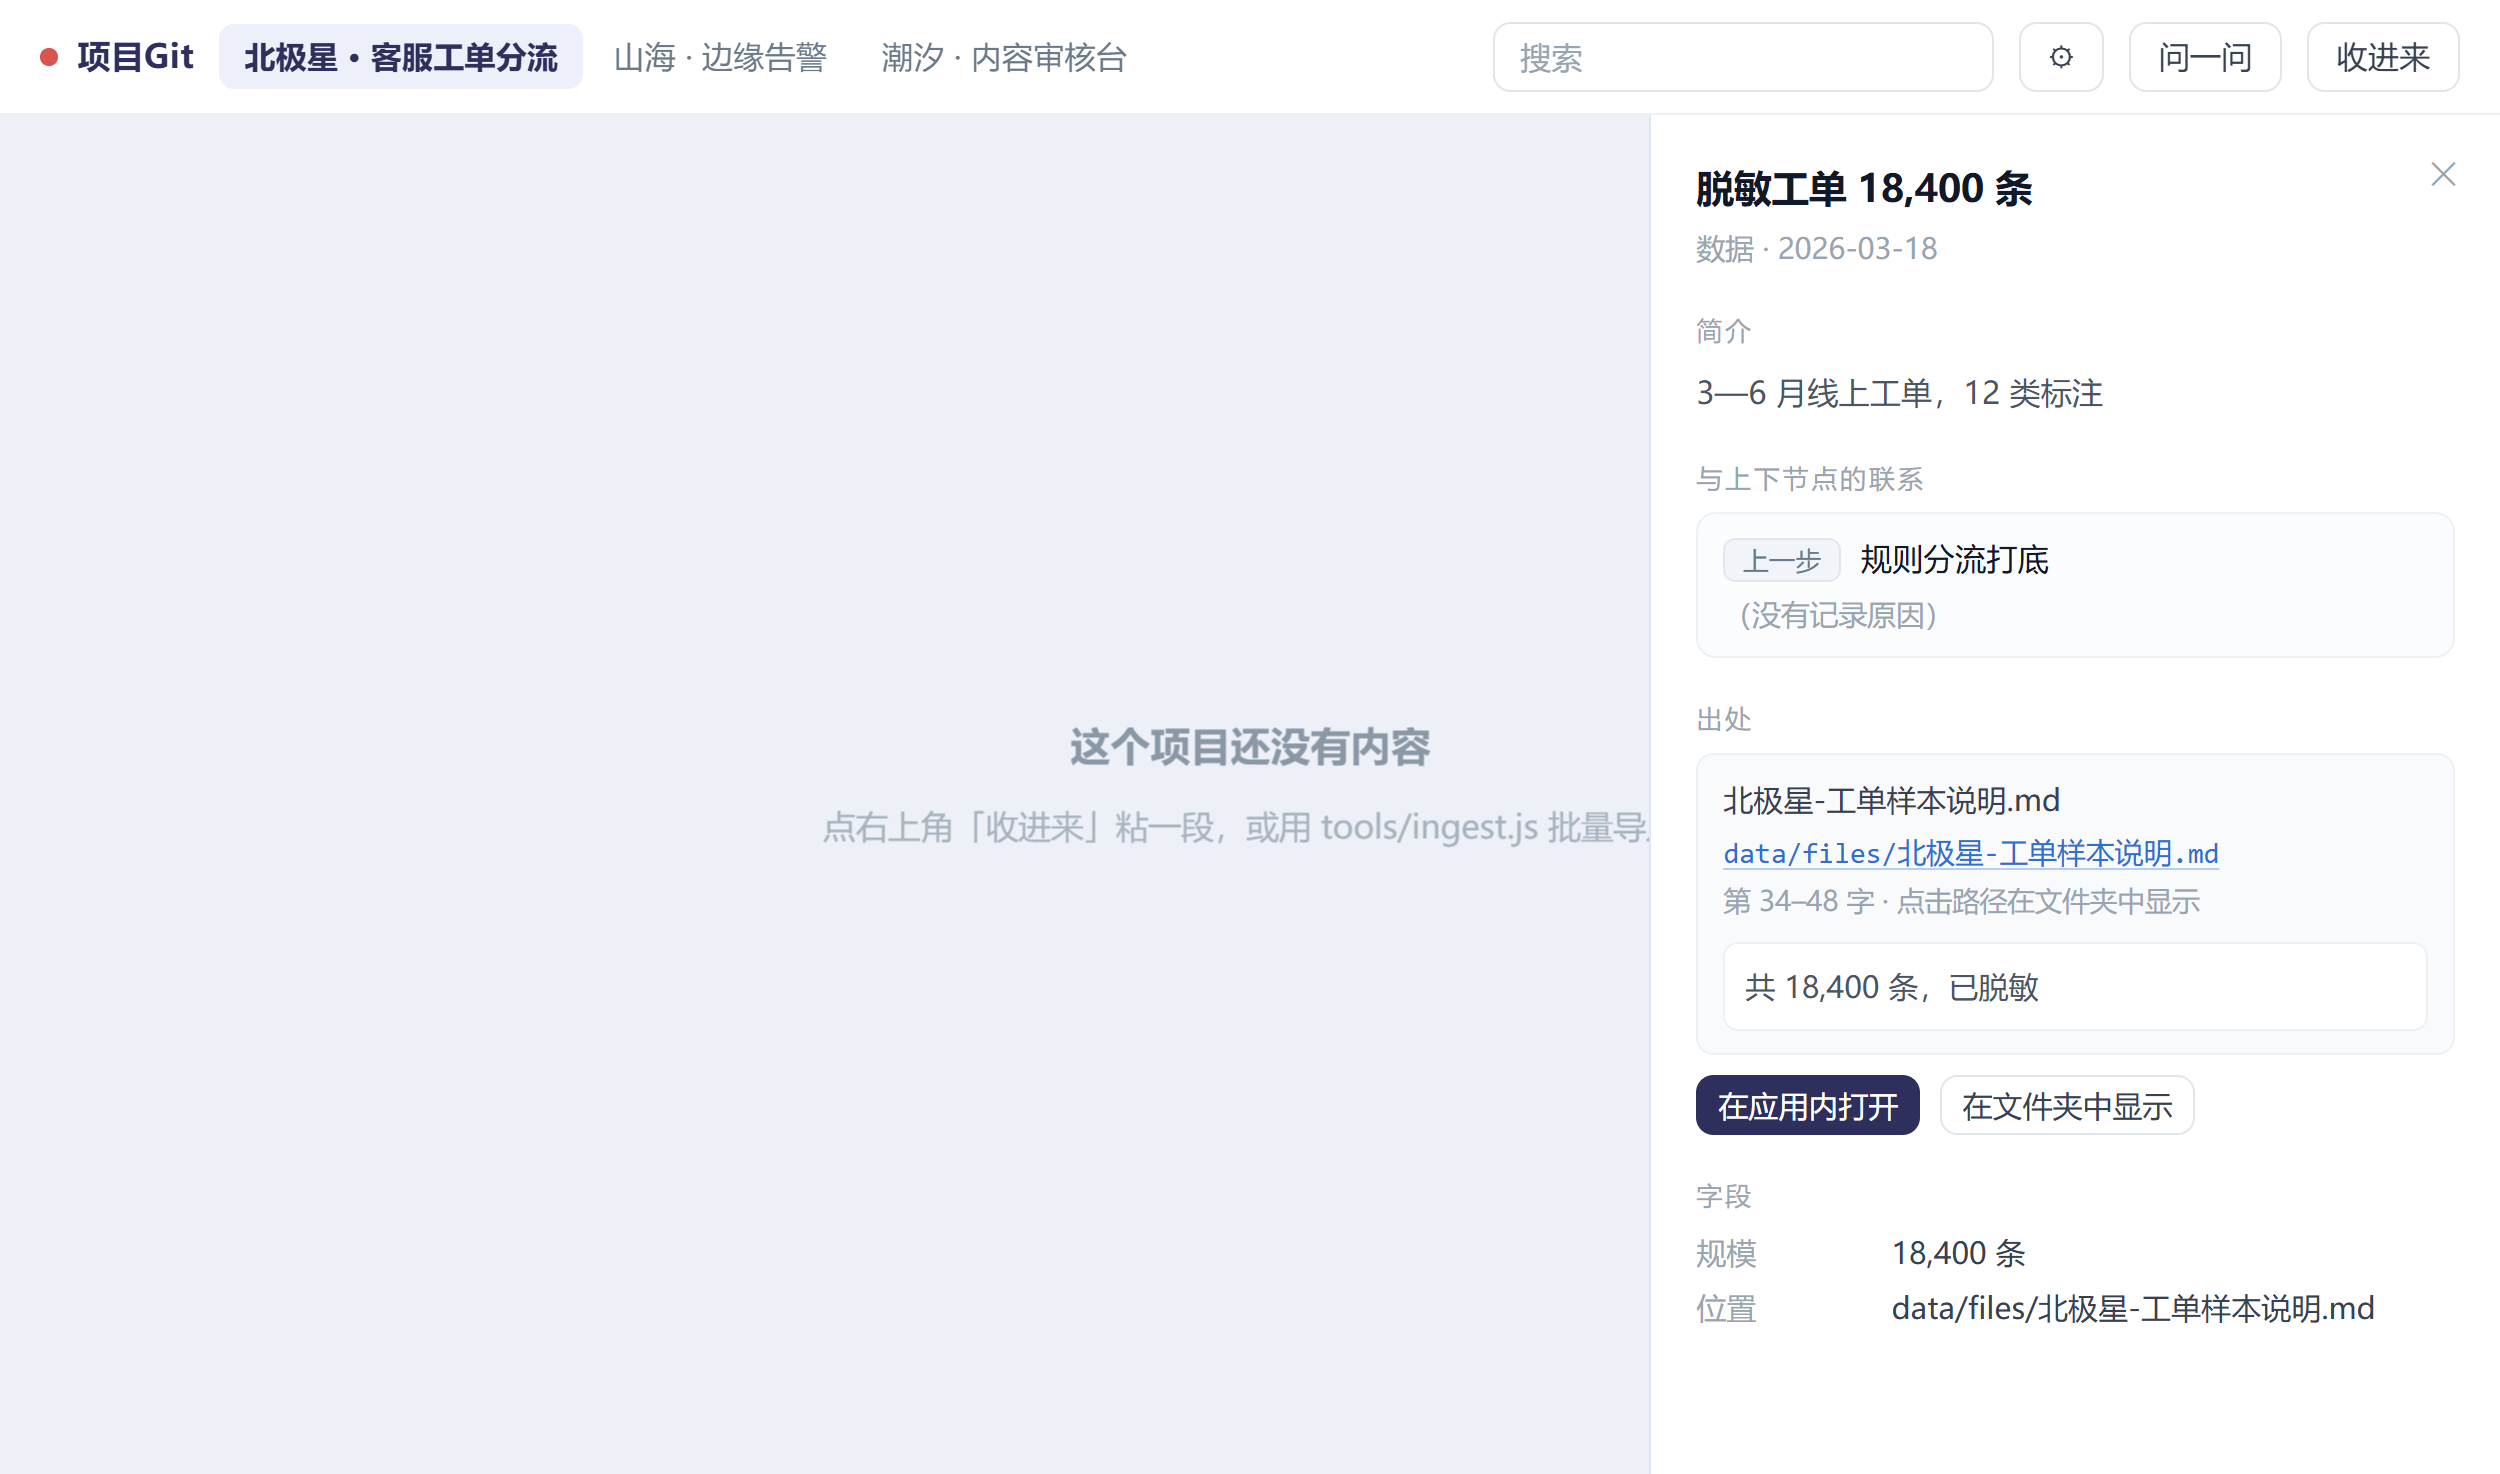 项目Git
北极星 · 客服工单分流
山海 · 边缘告警
潮汐 · 内容审核台
搜索
问一问
收进来
这个项目还没有内容
点右上角「收进来」粘一段，或用 tools/ingest.js 批量导
脱敏工单 18,400 条
数据 · 2026-03-18
简介
3—6 月线上工单，12 类标注
与上下节点的联系
上一步 规则分流打底
（没有记录原因）
出处
北极星-工单样本说明.md
data/files/北极星-工单样本说明.md
第 34–48 字 · 点击路径在文件夹中显示
共 18,400 条，已脱敏
在应用内打开
在文件夹中显示
字段
规模 18,400 条
位置 data/files/北极星-工单样本说明.md